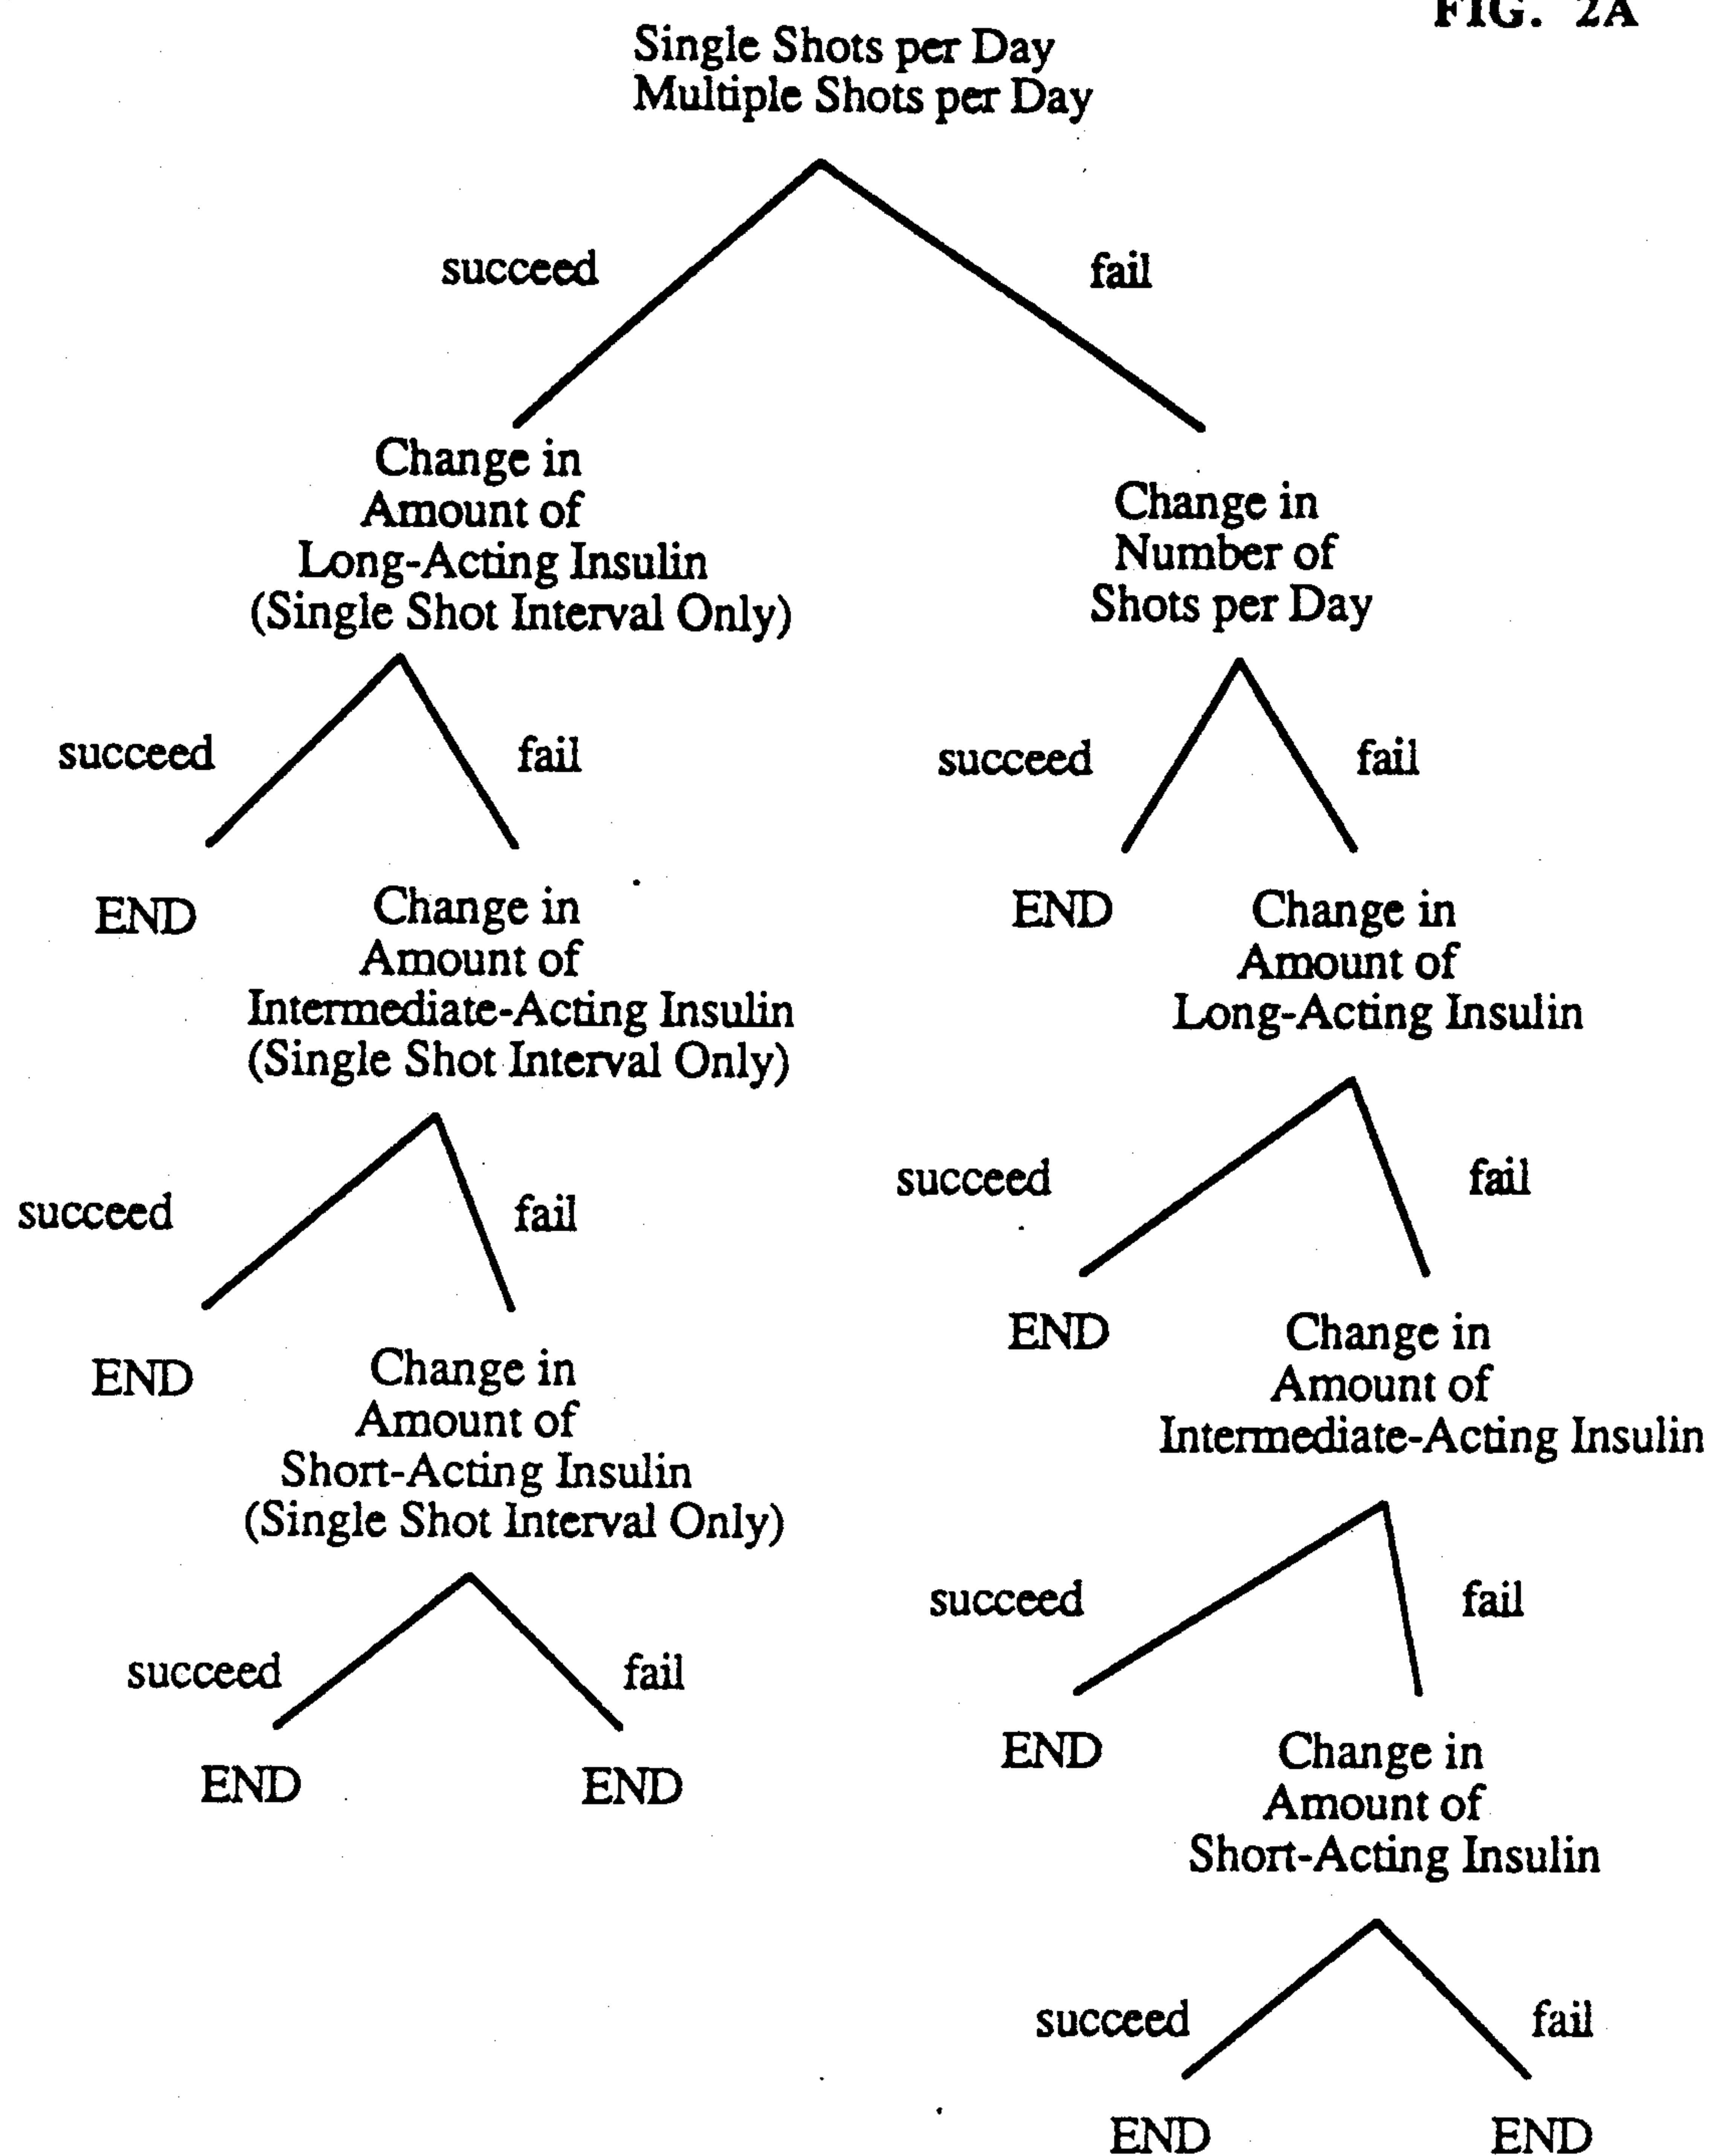 FIG. 2A
Single Shots per Day
Multiple Shots per Day
succeed
fail
Change in
Amount of
Long-Acting Insulin
(Single Shot Interval Only)
Change in
Number of
Shots per Day
succeed
fail
succeed
fail
END
Change in
Amount of
Intermediate-Acting Insulin
(Single Shot Interval Only)
END
Change in
Amount of
Long-Acting Insulin
succeed
fail
succeed
fail
END
Change in
Amount of
Short-Acting Insulin
(Single Shot Interval Only)
END
Change in
Amount of
Intermediate-Acting Insulin
succeed
fail
succeed
fail
END
END
END
Change in
Amount of
Short-Acting Insulin
succeed
fail
END
END